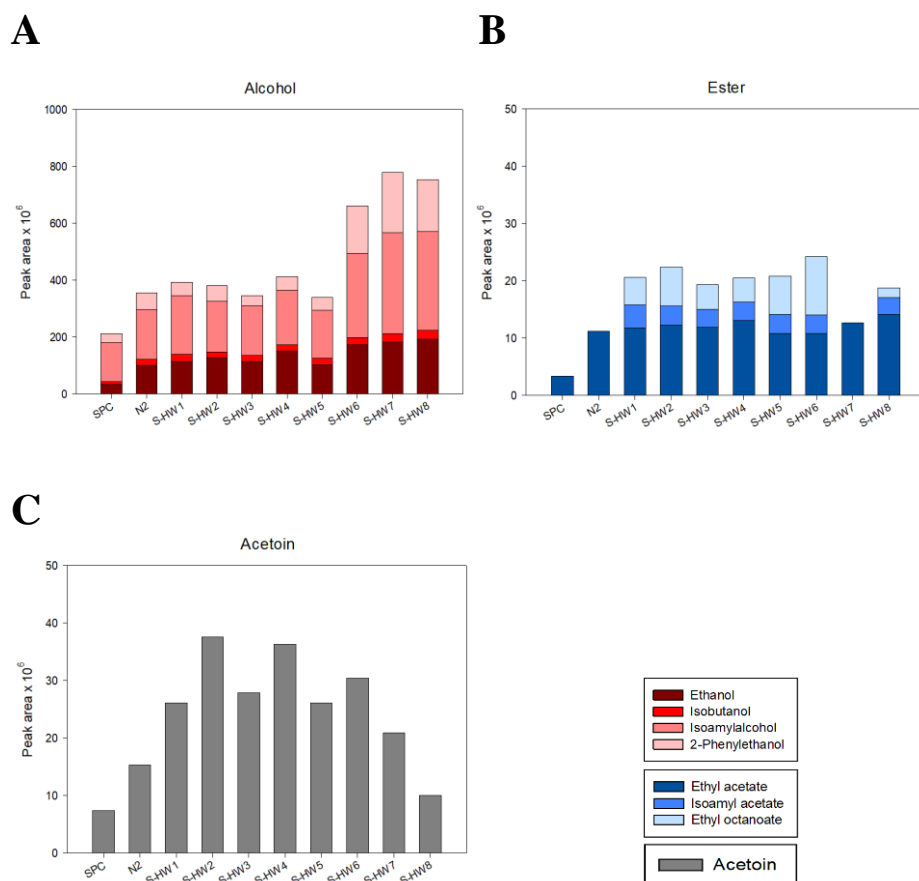 A
Alcohol
Peak area x 10⁶
1000
800
600
400
200
0
SPC
N2
S-HW1
S-HW2
S-HW3
S-HW4
S-HW5
S-HW6
S-HW7
S-HW8
B
Ester
Peak area x 10⁶
50
40
30
20
10
0
SPC
N2
S-HW1
S-HW2
S-HW3
S-HW4
S-HW5
S-HW6
S-HW7
S-HW8
C
Acetoin
Peak area x 10⁶
50
40
30
20
10
0
SPC
N2
S-HW1
S-HW2
S-HW3
S-HW4
S-HW5
S-HW6
S-HW7
S-HW8
Ethanol
Isobutanol
Isoamylalcohol
2-Phenylethanol
Ethyl acetate
Isoamyl acetate
Ethyl octanoate
Acetoin